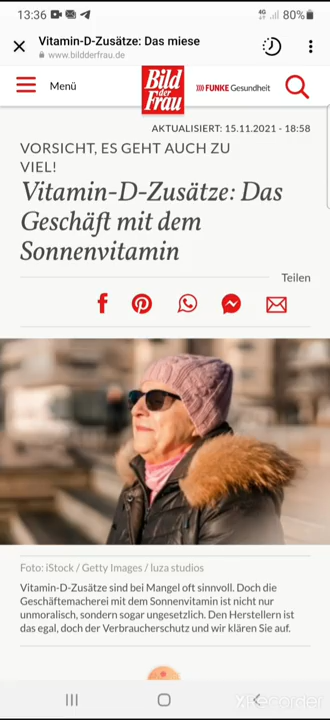 13:36
4G
80%
Vitamin-D-Zusätze: Das miese
www.bildderfrau.de
Menü
Bild
der
Frau
FUNKE Gesundheit
AKTUALISIERT: 15.11.2021 - 18:58
VORSICHT, ES GEHT AUCH ZU
VIEL!
Vitamin-D-Zusätze: Das
Geschäft mit dem
Sonnenvitamin
Teilen
Foto: iStock / Getty Images / luza studios
Vitamin-D-Zusätze sind bei Mangel oft sinnvoll. Doch die
Geschäftemacherei mit dem Sonnenvitamin ist nicht nur
unmoralisch, sondern sogar ungesetzlich. Den Herstellern ist
das egal, doch der Verbraucherschutz und wir klären Sie auf.
XRecorder